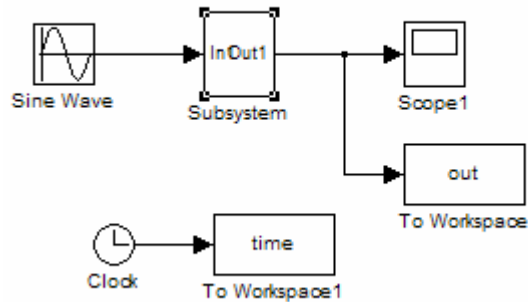 In1Out1
Sine Wave
Subsystem
Scope1
out
To Workspace
time
Clock
To Workspace1